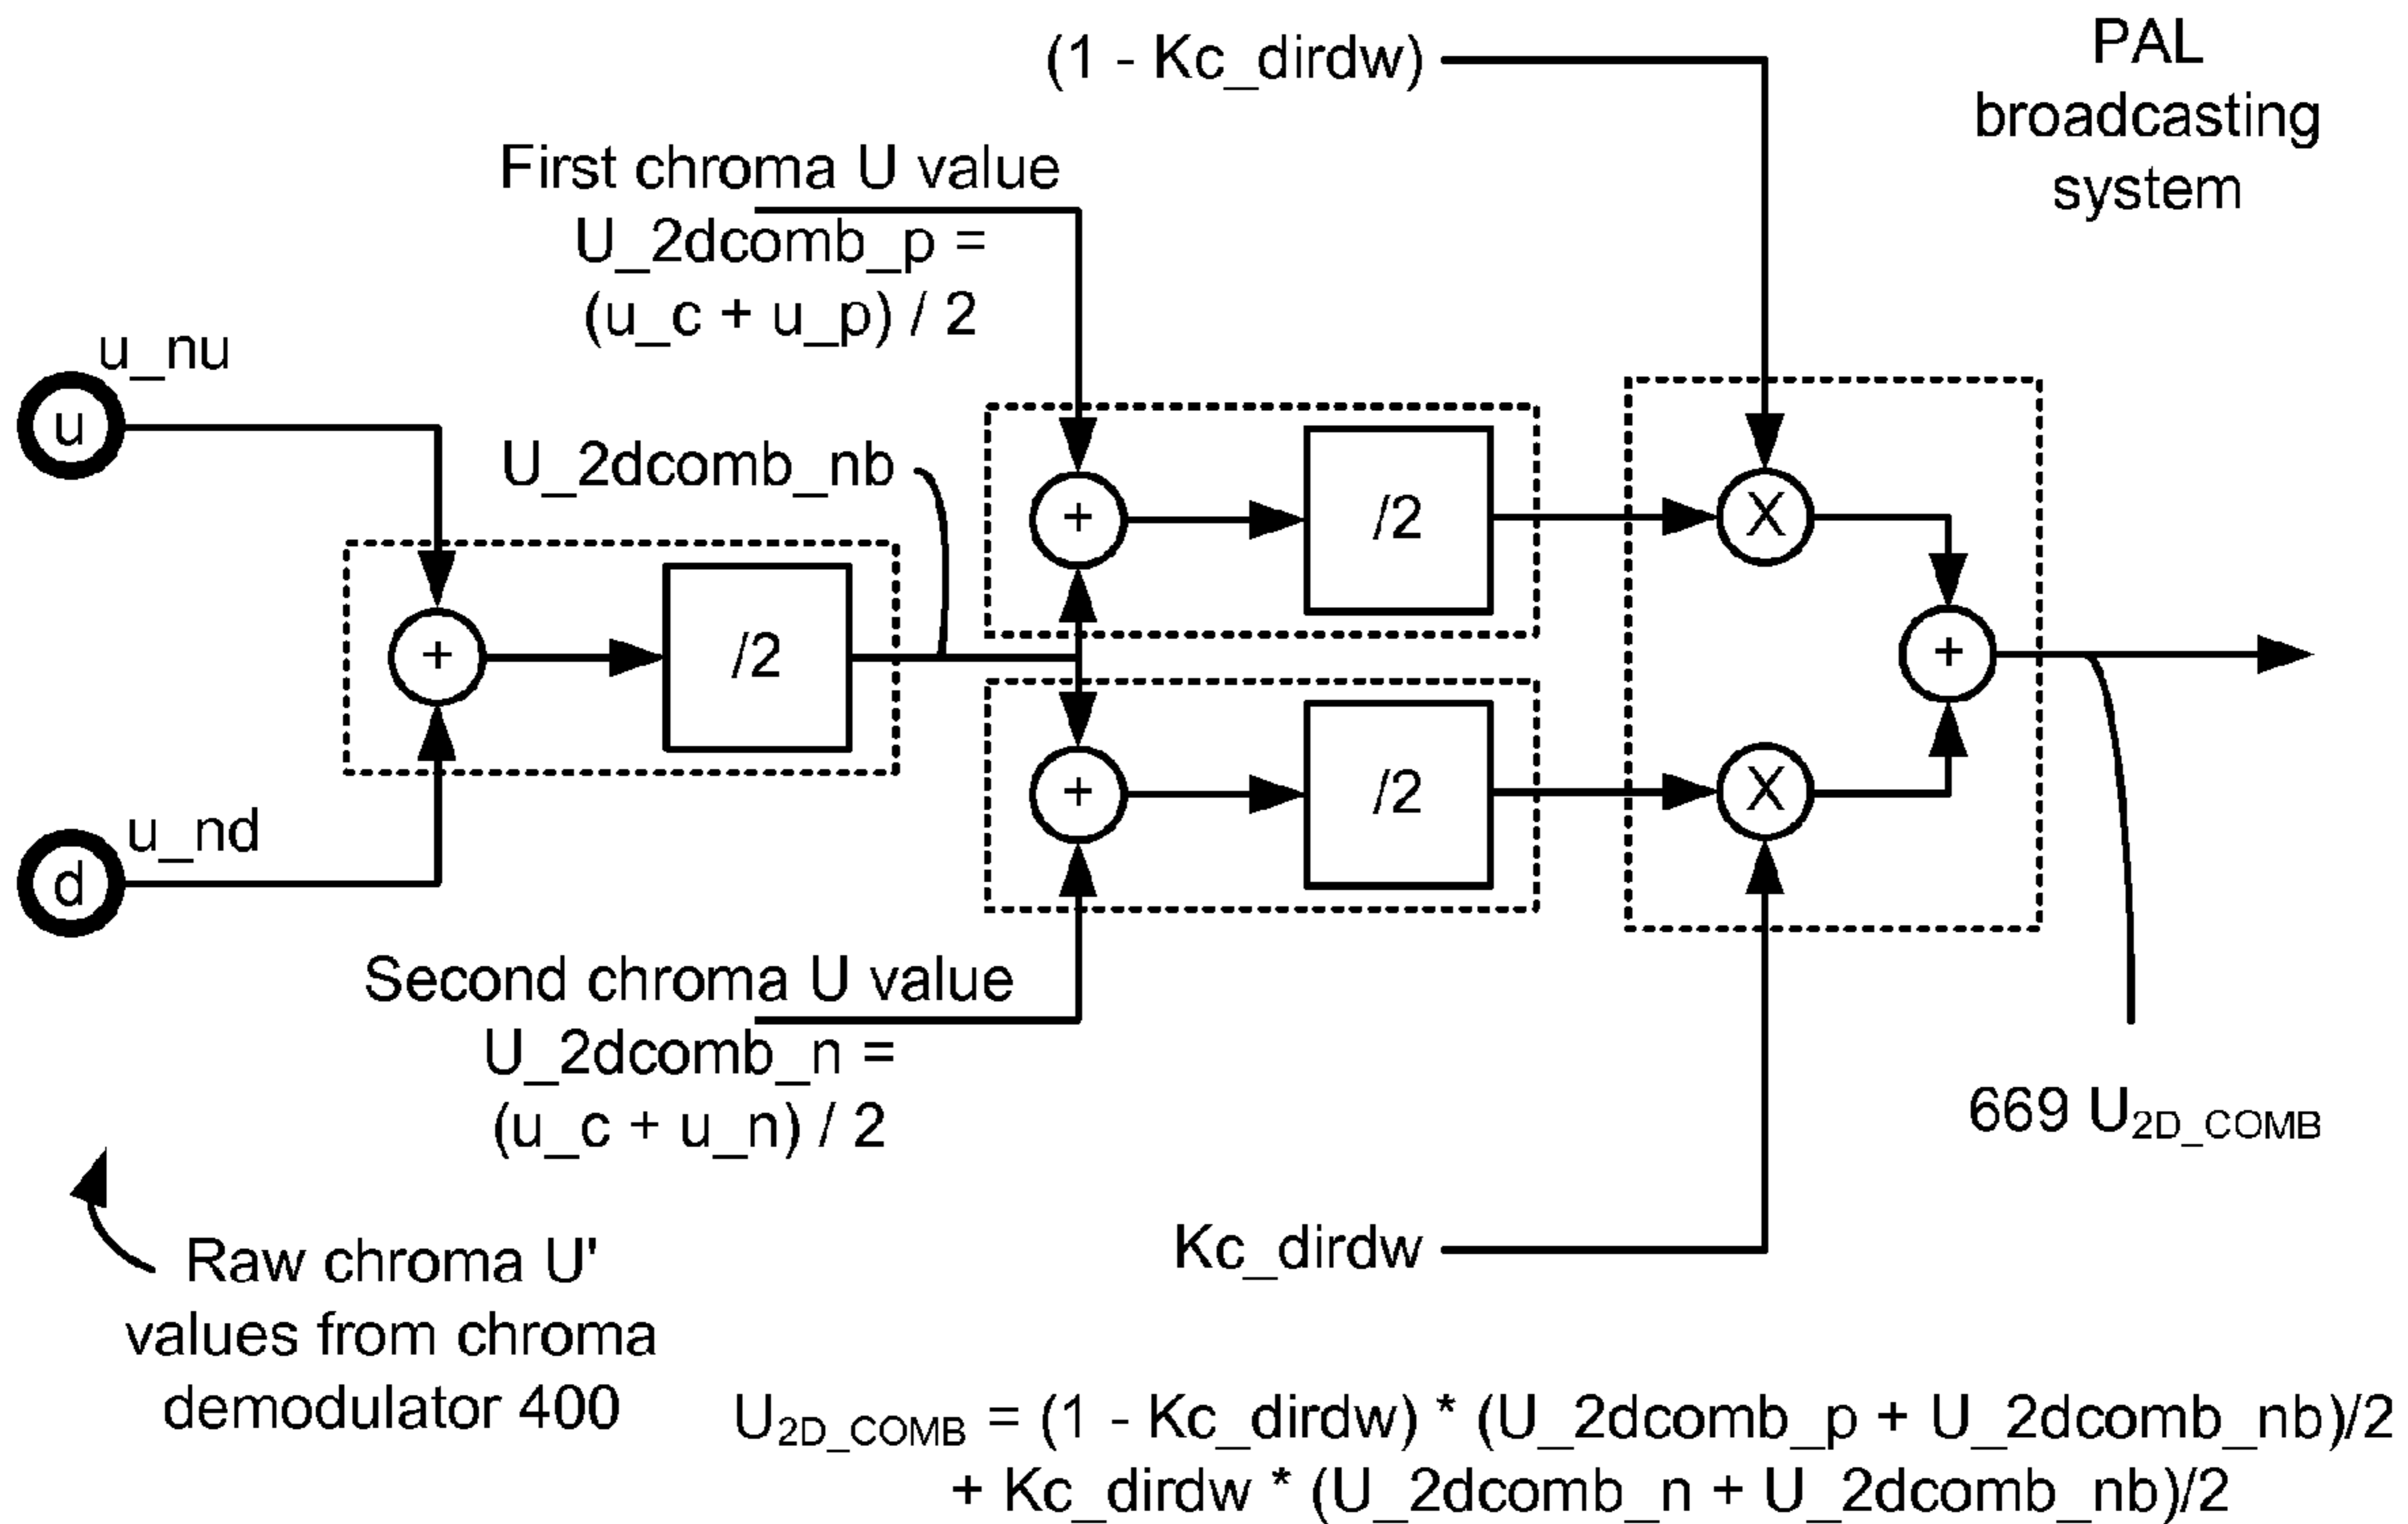 (1 - Kc_dirdw)
PAL
broadcasting
system
First chroma U value
U_2dcomb_p =
(u_c + u_p) / 2
u_nu
u
U_2dcomb_nb
+
/2
X
+
/2
+
+
/2
X
u_nd
d
Second chroma U value
U_2dcomb_n =
(u_c + u_n) / 2
669 U2D_COMB
Kc_dirdw
Raw chroma U'
values from chroma
demodulator 400
U2D_COMB = (1 - Kc_dirdw) * (U_2dcomb_p + U_2dcomb_nb)/2
+ Kc_dirdw * (U_2dcomb_n + U_2dcomb_nb)/2